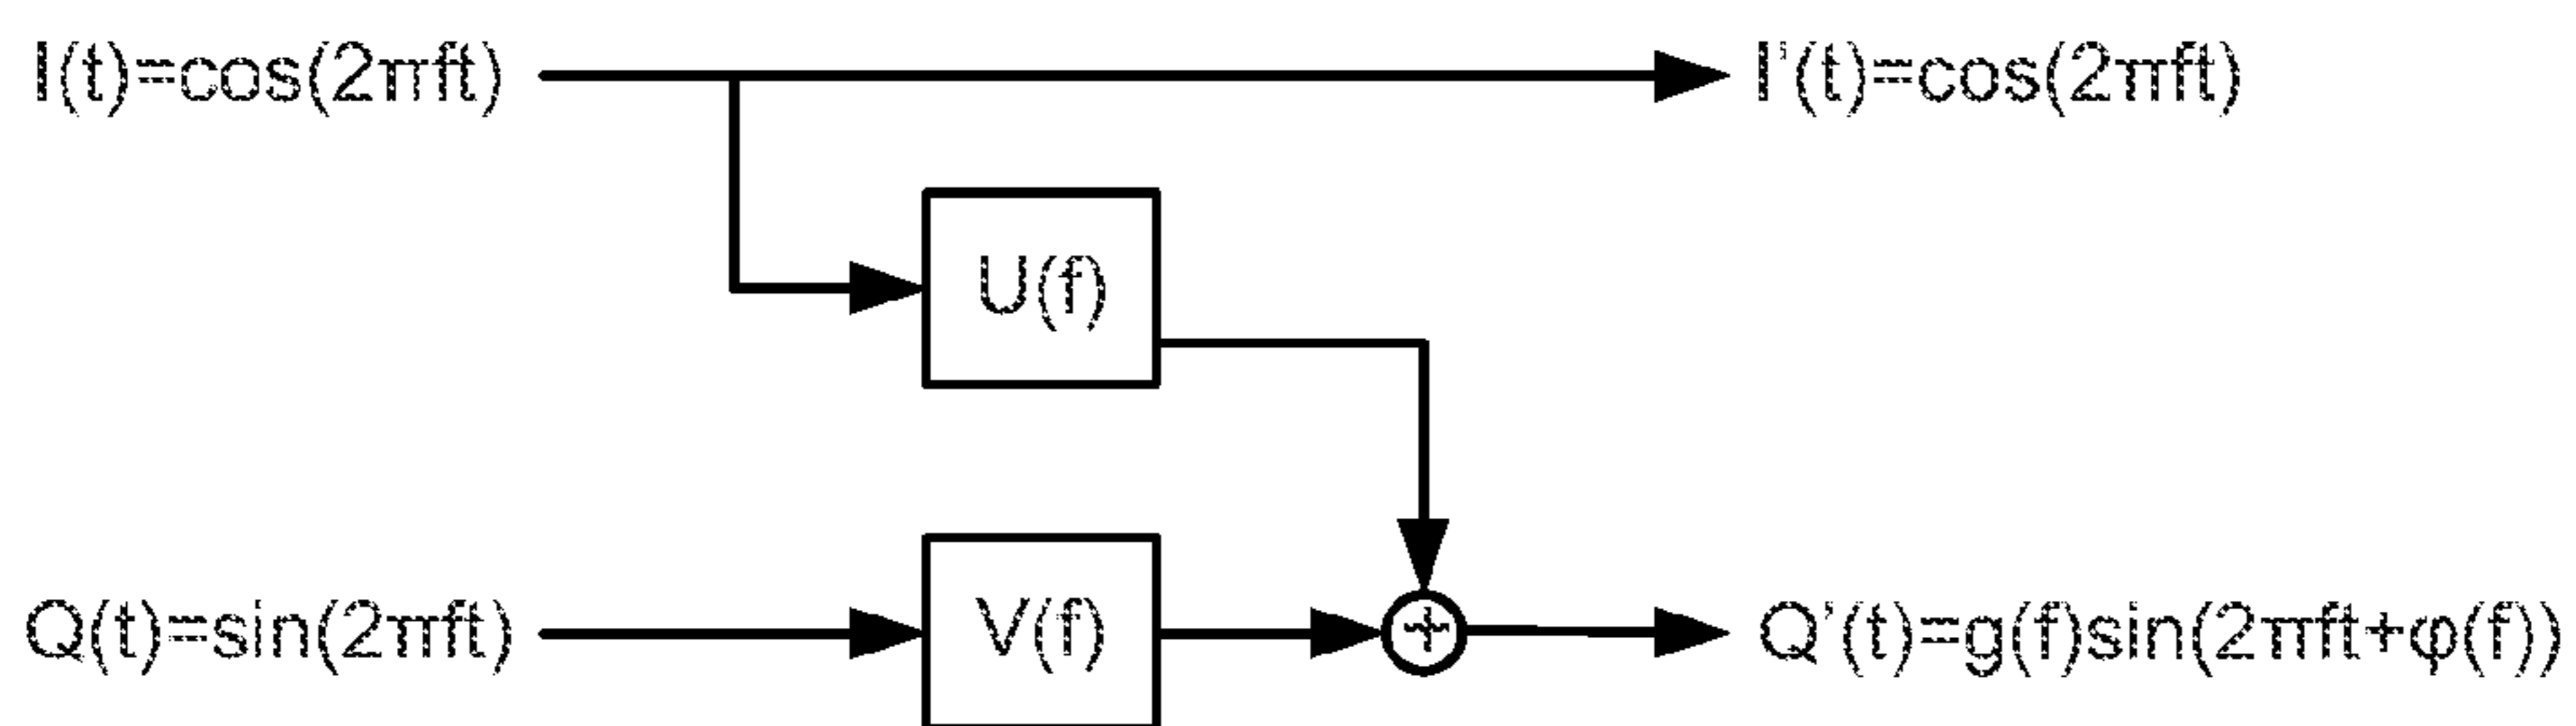 I(t)=cos(2πft) I'(t)=cos(2πft)
U(f)
Q(t)=sin(2πft) V(f) + Q'(t)=g(f)sin(2πft+φ(f))